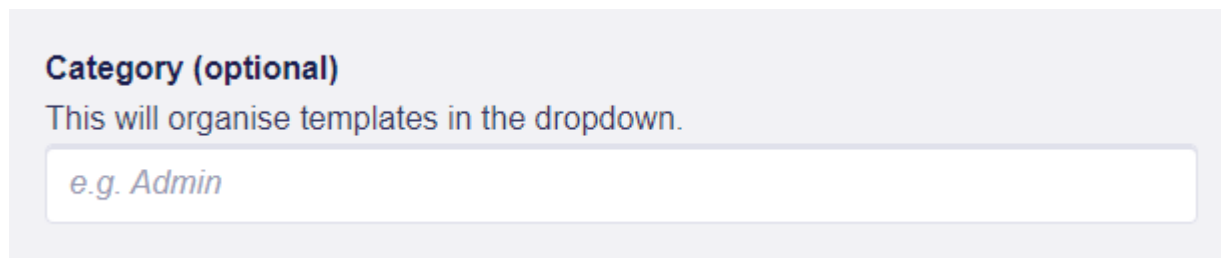 Category (optional)
This will organise templates in the dropdown.
e.g. Admin